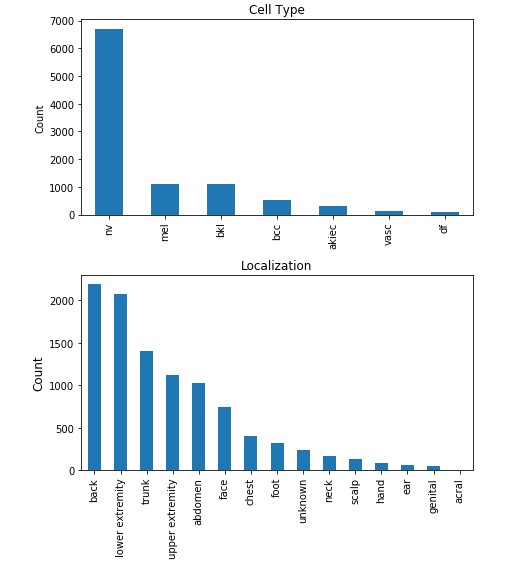 Cell Type
Count
7000
6000
5000
4000
3000
2000
1000
0
nv mel bkl bcc akiec vasc df
Localization
Count
2000
1500
1000
500
0
back lower extremity trunk upper extremity abdomen face chest foot unknown neck scalp hand ear genital acral